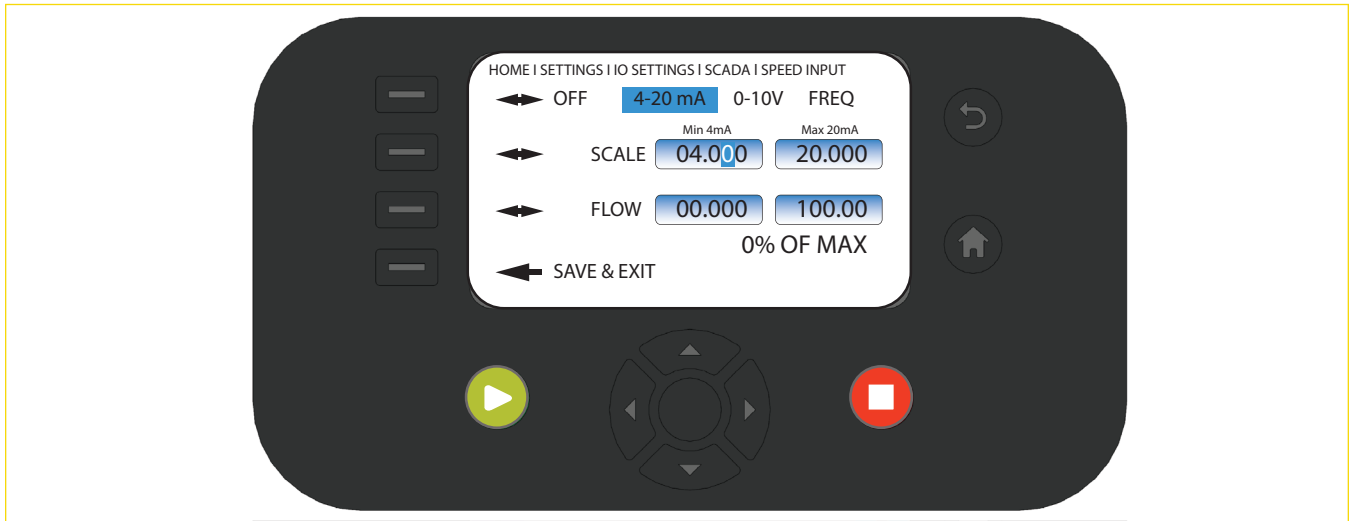 HOME I SETTINGS I IO SETTINGS I SCADA I SPEED INPUT
OFF 4-20 mA 0-10V FREQ
Min 4mA Max 20mA
SCALE 04.000 20.000
FLOW 00.000 100.00
0% OF MAX
SAVE & EXIT